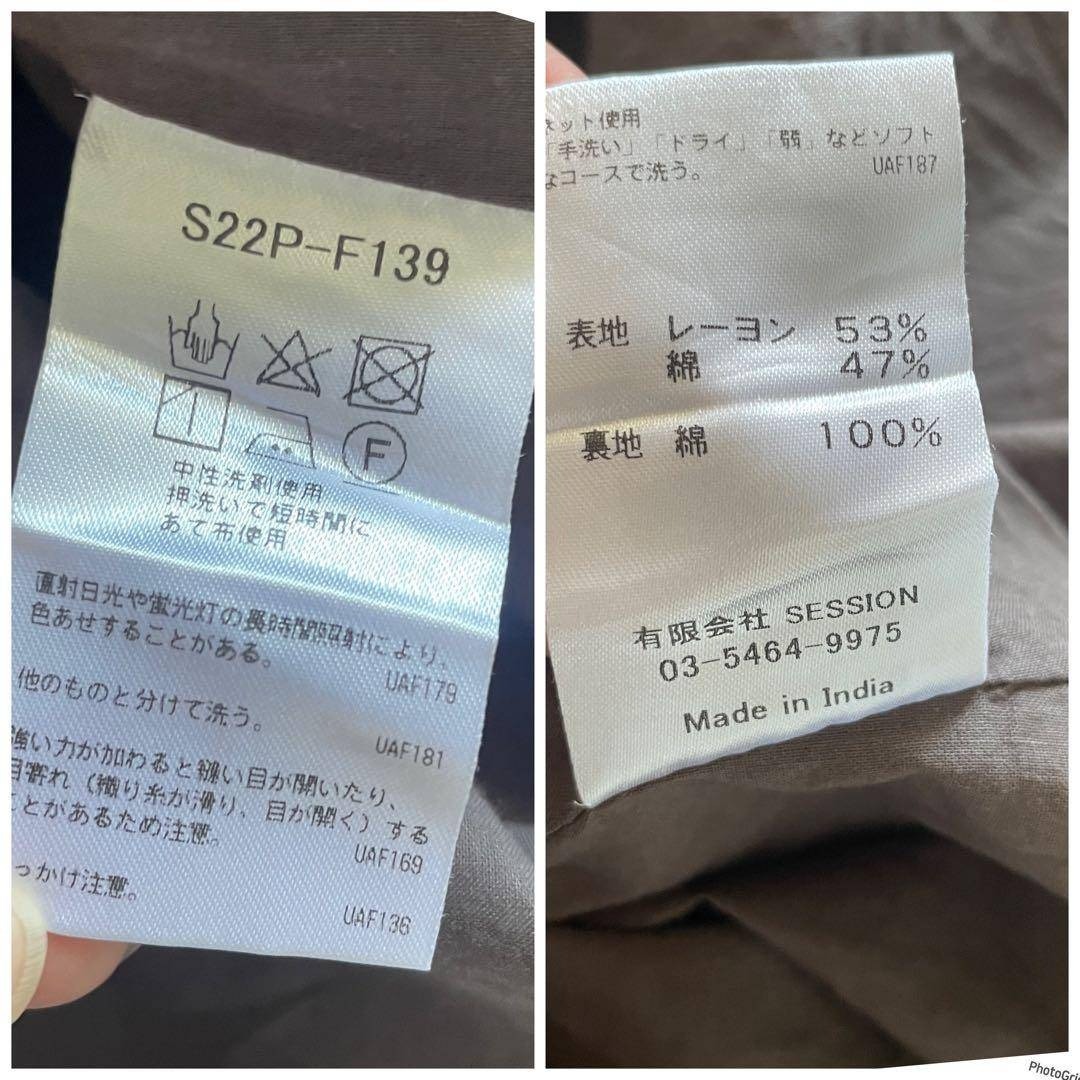 S22P-F139
F
中性洗剤使用
押洗いで短時間に
あて布使用
直射日光や蛍光灯の長時間照射により、
色あせすることがある。
UAF179
他のものと分けて洗う。
UAF181
強い力が加わると縫い目が開いたり、
目寄れ（織り糸が滑り、目が開く）する
ことがあるため注意。
UAF169
っかけ注意。
UAF136
ネット使用
「手洗い」「ドライ」「弱」などソフト
なコースで洗う。
UAF187
表地 レーヨン 53%
綿 47%
裏地 綿 100%
有限会社 SESSION
03-5464-9975
Made in India
PhotoGri